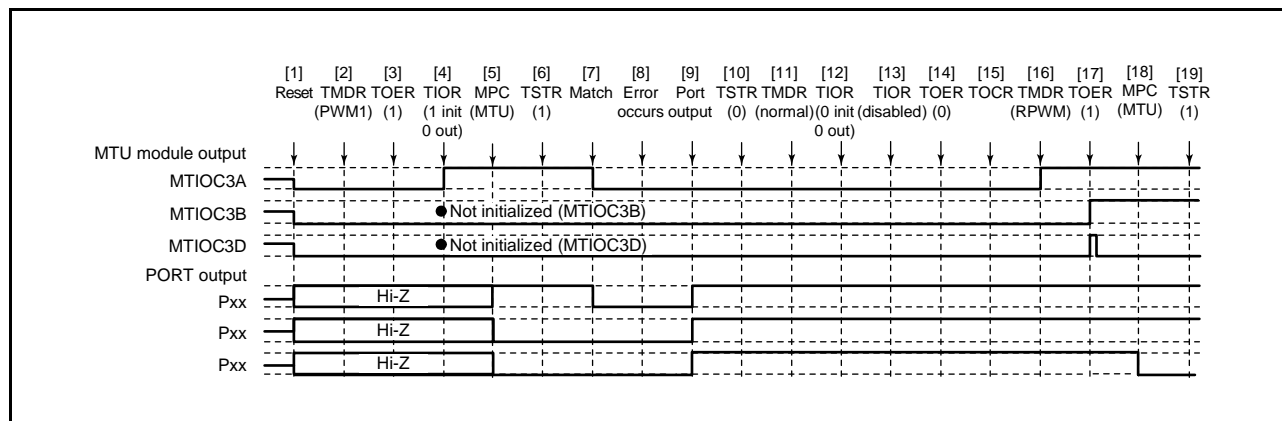 [1] [2] [3] [4] [5] [6] [7] [8] [9] [10] [11] [12] [13] [14] [15] [16] [17] [18] [19]
Reset TMDR TOER TIOR MPC TSTR Match Error Port TSTR TMDR TIOR TIOR TOER TOCR TMDR TOER MPC TSTR
(PWM1) (1) (1 init (MTU) (1) occurs output (0) (normal) (0 init (disabled) (0) (RPWM) (1) (MTU) (1)
0 out) 0 out)
MTU module output
MTIOC3A
MTIOC3B Not initialized (MTIOC3B)
MTIOC3D Not initialized (MTIOC3D)
PORT output
Pxx Hi-Z
Pxx Hi-Z
Pxx Hi-Z